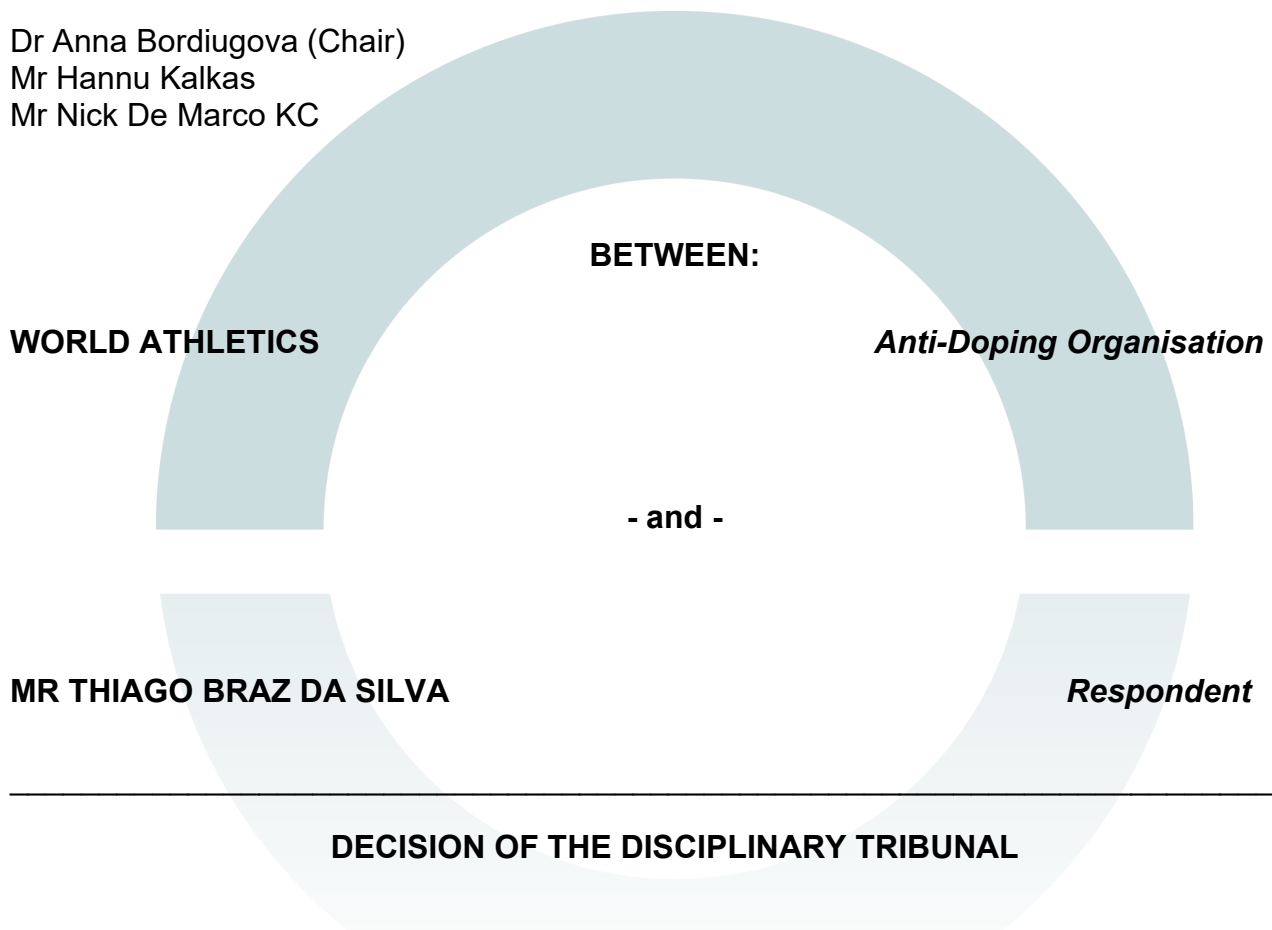 Dr Anna Bordiugova (Chair)
Mr Hannu Kalkas
Mr Nick De Marco KC
BETWEEN:
WORLD ATHLETICS Anti-Doping Organisation
- and -
MR THIAGO BRAZ DA SILVA Respondent
DECISION OF THE DISCIPLINARY TRIBUNAL